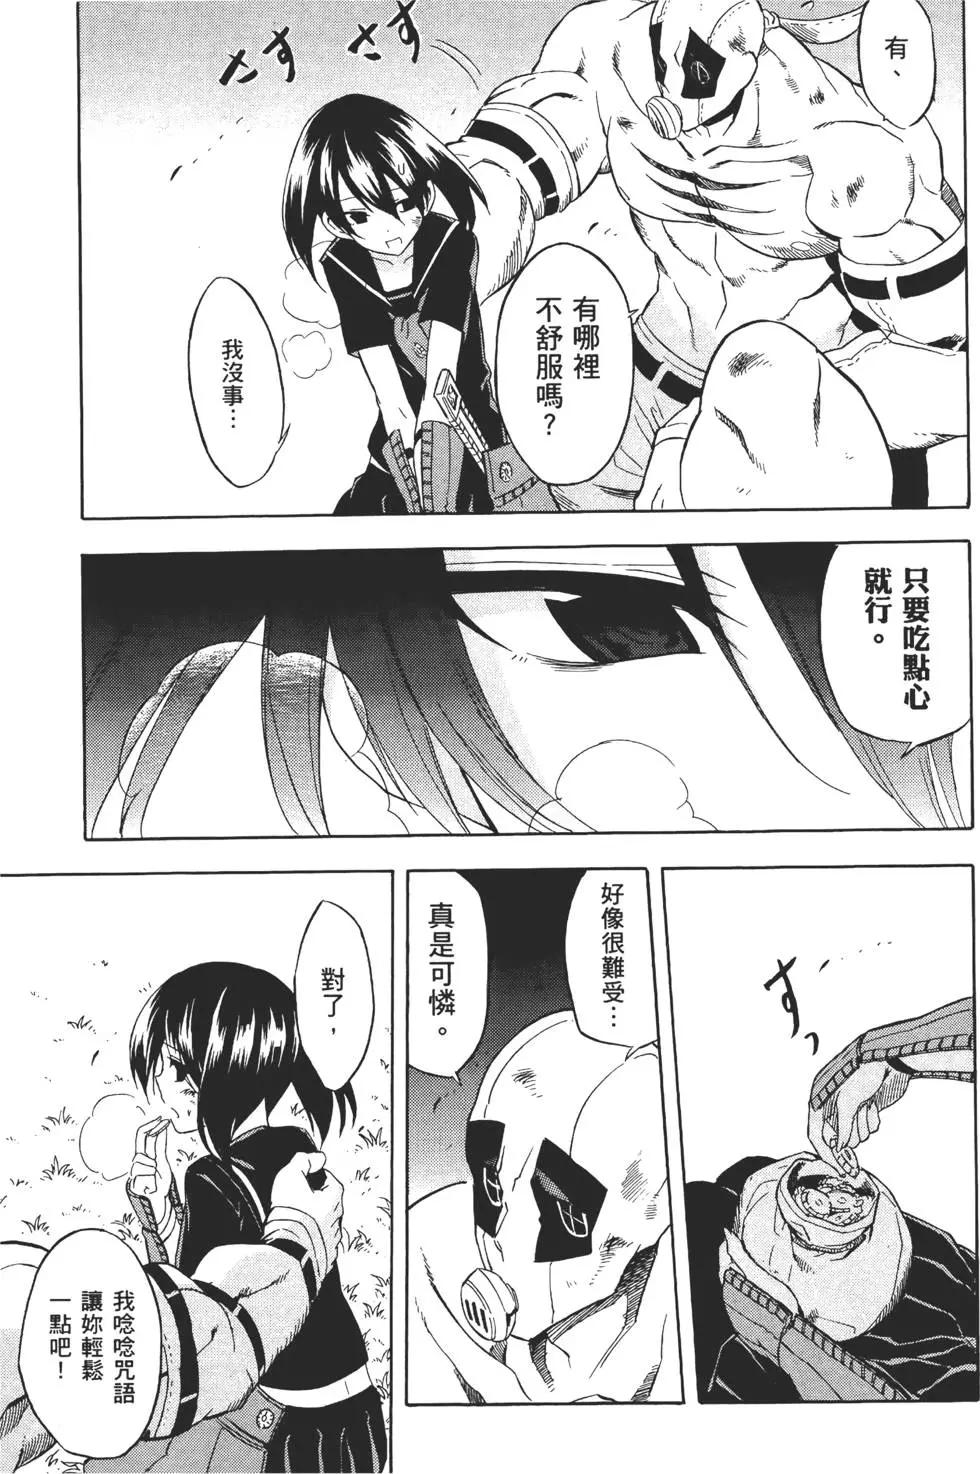 有、
さす
さす
有哪裡
不舒服嗎？
我沒事…
只要吃點心
就行。
すっ
好像很難受…
真是可憐。
對了，
我唸唸咒語
讓妳輕鬆
一點吧！